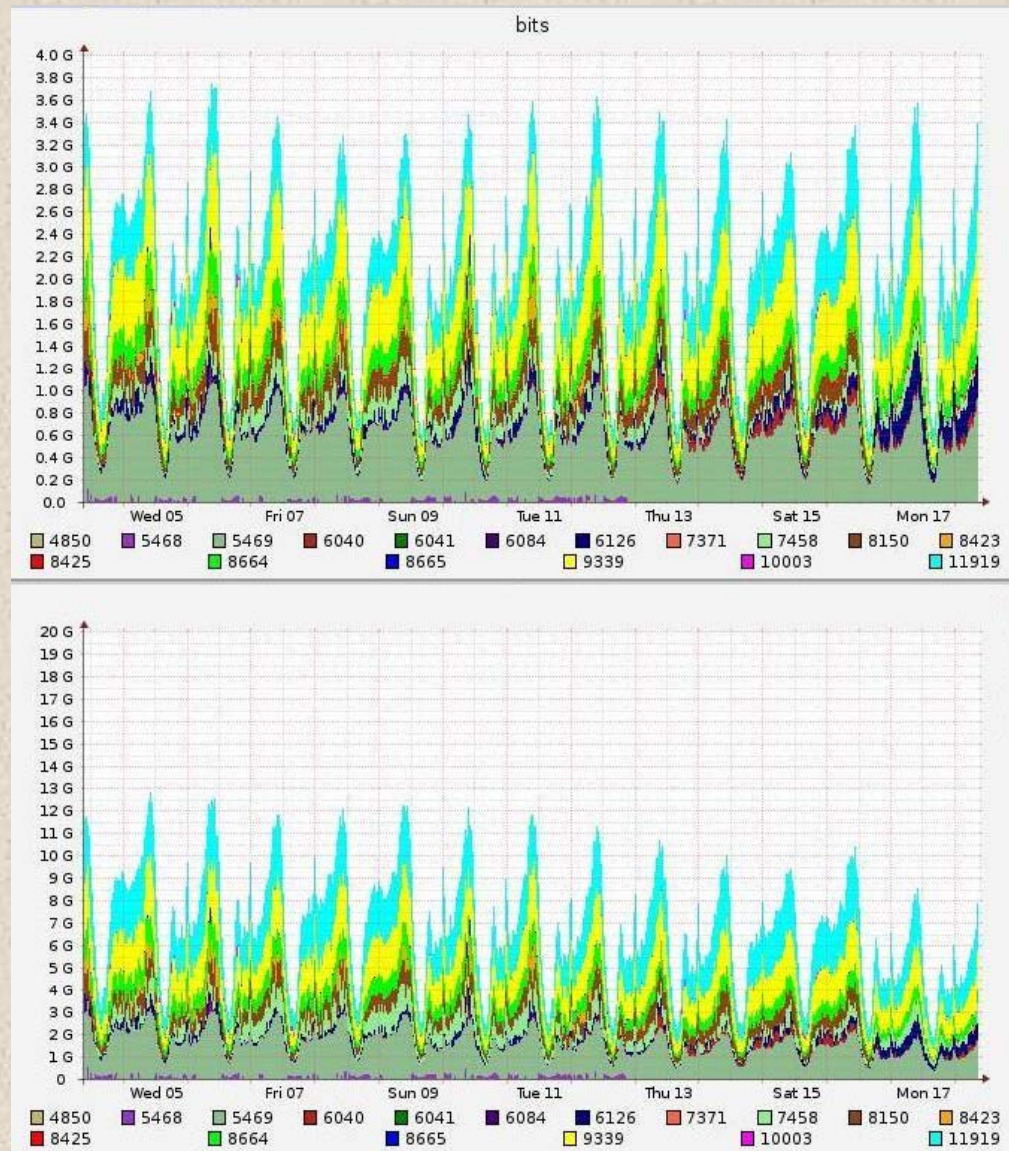 bits
4.0 G
3.8 G
3.6 G
3.4 G
3.2 G
3.0 G
2.8 G
2.6 G
2.4 G
2.2 G
2.0 G
1.8 G
1.6 G
1.4 G
1.2 G
1.0 G
0.8 G
0.6 G
0.4 G
0.2 G
0.0
Wed 05 Fri 07 Sun 09 Tue 11 Thu 13 Sat 15 Mon 17
4850 5468 5469 6040 6041 6084 6126 7371 7458 8150 8423
8425 8664 8665 9339 10003 11919
20 G
19 G
18 G
17 G
16 G
15 G
14 G
13 G
12 G
11 G
10 G
9 G
8 G
7 G
6 G
5 G
4 G
3 G
2 G
1 G
0
Wed 05 Fri 07 Sun 09 Tue 11 Thu 13 Sat 15 Mon 17
4850 5468 5469 6040 6041 6084 6126 7371 7458 8150 8423
8425 8664 8665 9339 10003 11919